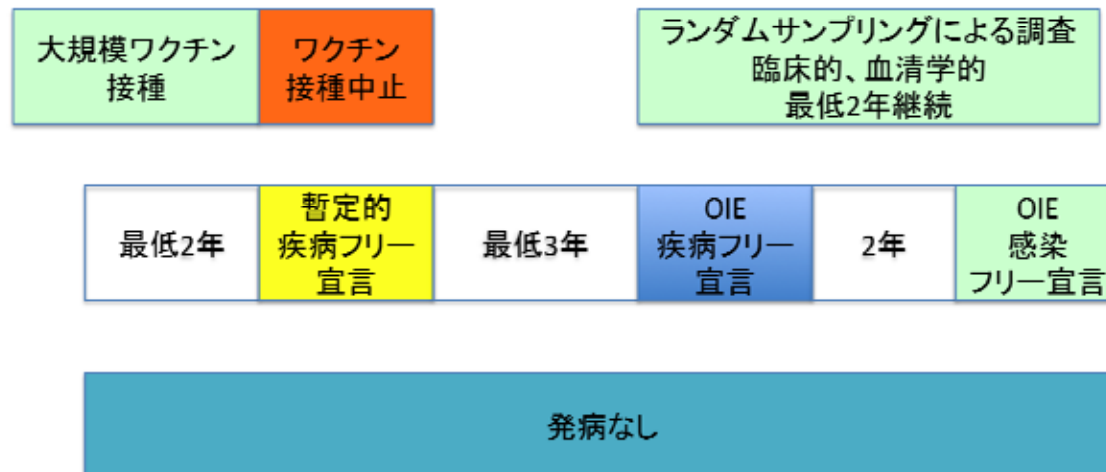 大規模ワクチン
接種
ワクチン
接種中止
ランダムサンプリングによる調査
臨床的、血清学的
最低2年継続
最低2年
暫定的
疾病フリー
宣言
最低3年
OIE
疾病フリー
宣言
2年
OIE
感染
フリー宣言
発病なし